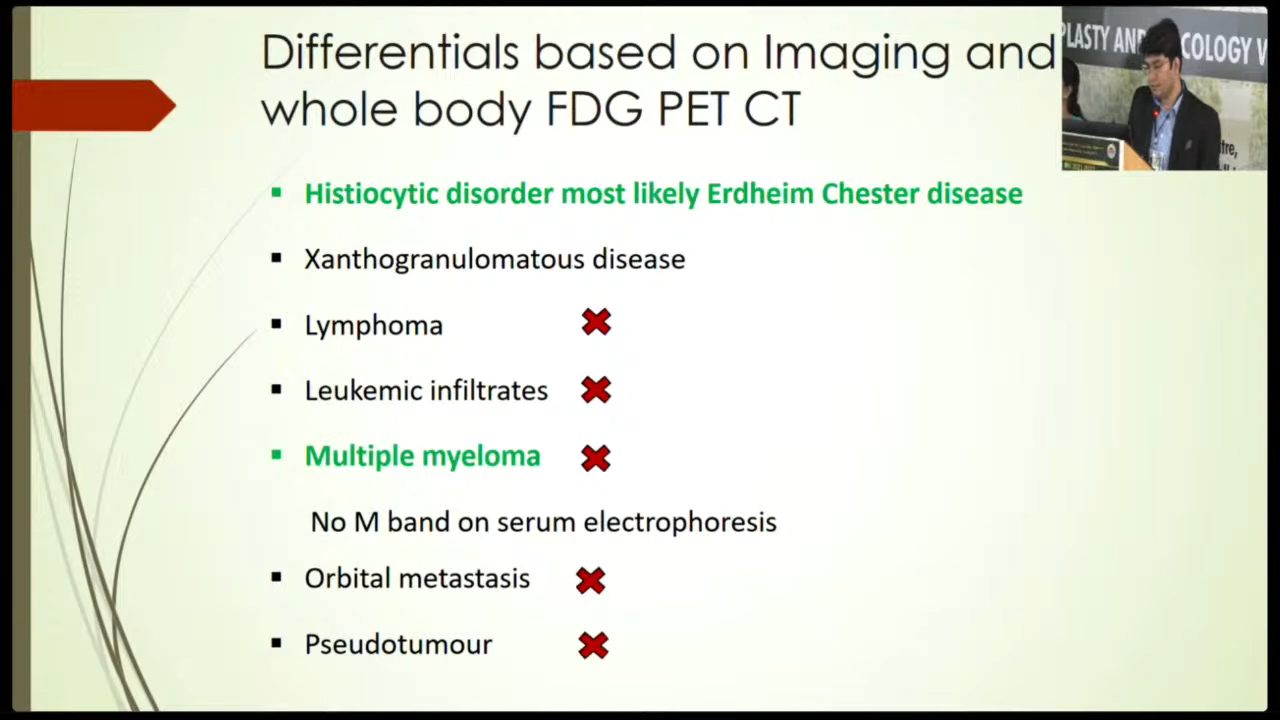 Differentials based on Imaging and
whole body FDG PET CT
Histiocytic disorder most likely Erdheim Chester disease
Xanthogranulomatous disease
Lymphoma
Leukemic infiltrates
Multiple myeloma
No M band on serum electrophoresis
Orbital metastasis
Pseudotumour
PLASTY AND COLOGY V
tre,